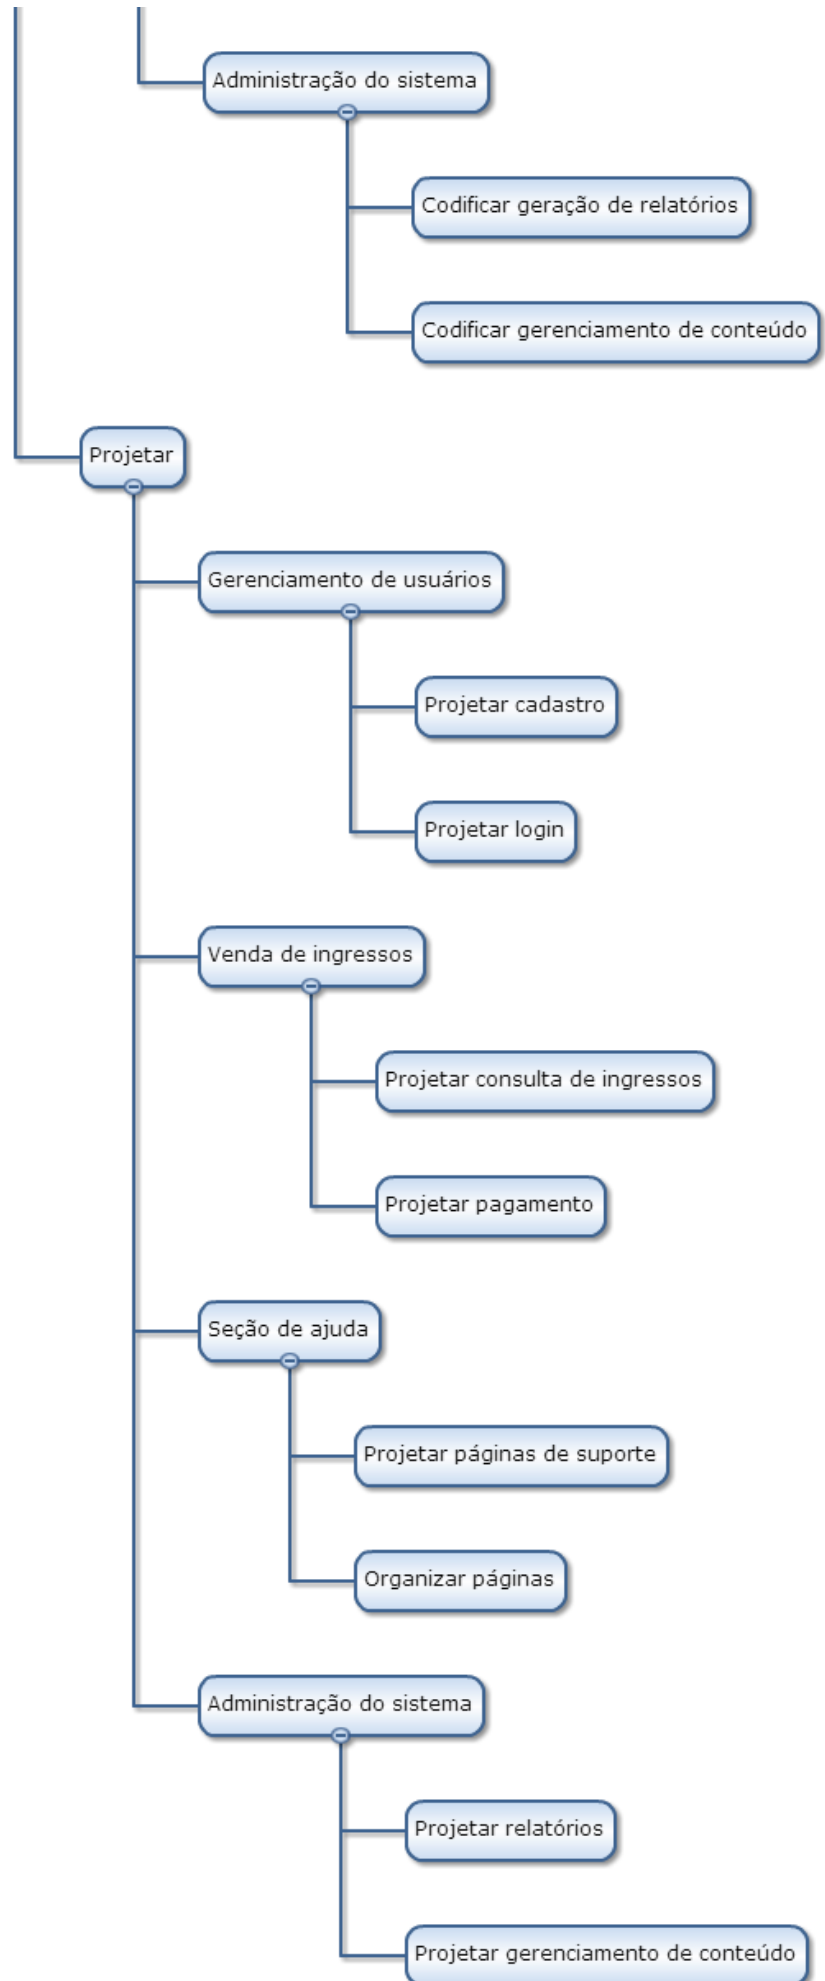 Administração do sistema
Codificar geração de relatórios
Codificar gerenciamento de conteúdo
Projetar
Gerenciamento de usuários
Projetar cadastro
Projetar login
Venda de ingressos
Projetar consulta de ingressos
Projetar pagamento
Seção de ajuda
Projetar páginas de suporte
Organizar páginas
Administração do sistema
Projetar relatórios
Projetar gerenciamento de conteúdo